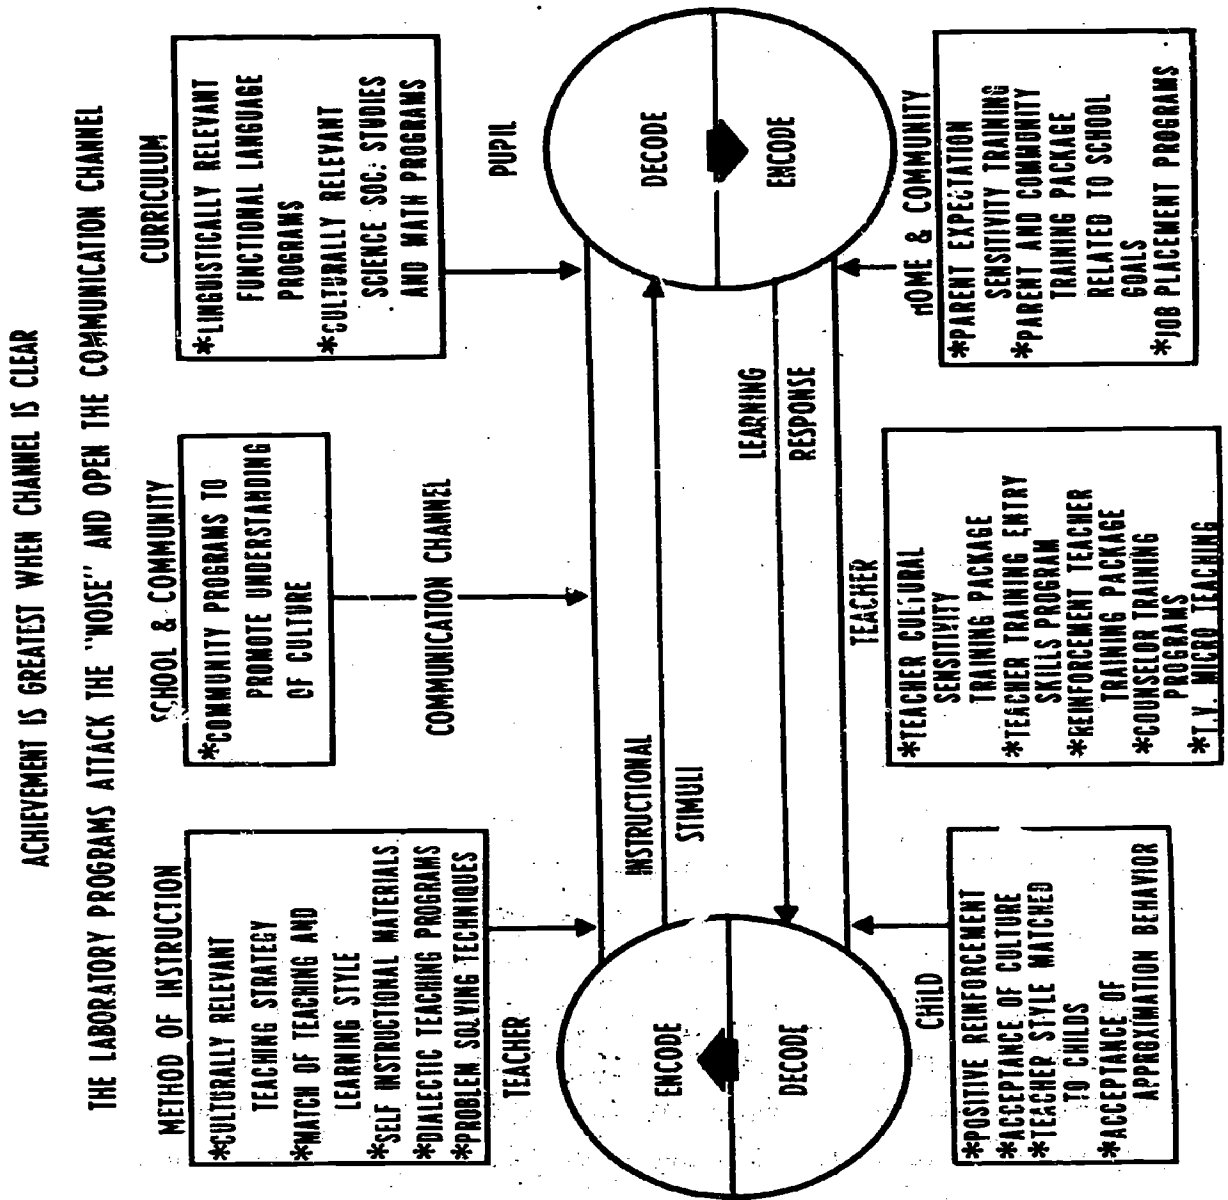 ACHIEVEMENT IS GREATEST WHEN CHANNEL IS CLEAR
THE LABORATORY PROGRAMS ATTACK THE "NOISE" AND OPEN THE COMMUNICATION CHANNEL
METHOD OF INSTRUCTION
*CULTURALLY RELEVANT
TEACHING STRATEGY
*MATCH OF TEACHING AND
LEARNING STYLE
*SELF INSTRUCTIONAL MATERIALS
*DIALECTIC TEACHING PROGRAMS
*PROBLEM SOLVING TECHNIQUES
SCHOOL & COMMUNITY
*COMMUNITY PROGRAMS TO
PROMOTE UNDERSTANDING
OF CULTURE
CURRICULUM
*LINGUISTICALLY RELEVANT
FUNCTIONAL LANGUAGE
PROGRAMS
*CULTURALLY RELEVANT
SCIENCE SOC: STUDIES
AND MATH PROGRAMS
TEACHER
COMMUNICATION CHANNEL
PUPIL
ENCODE
DECODE
INSTRUCTIONAL
STIMULI
LEARNING
RESPONSE
DECODE
ENCODE
CHILD
*POSITIVE REINFORCEMENT
*ACCEPTANCE OF CULTURE
*TEACHER STYLE MATCHED
TO CHILDS
*ACCEPTANCE OF
APPROXIMATION BEHAVIOR
TEACHER
*TEACHER CULTURAL
SENSITIVITY
TRAINING PACKAGE
*TEACHER TRAINING ENTRY
SKILLS PROGRAM
*REINFORCEMENT TEACHER
TRAINING PACKAGE
*COUNSELOR TRAINING
PROGRAMS
*T.V. MICRO TEACHING
HOME & COMMUNITY
*PARENT EXPECTATION
SENSITIVITY TRAINING
*PARENT AND COMMUNITY
TRAINING PACKAGE
RELATED TO SCHOOL
GOALS
*JOB PLACEMENT PROGRAMS